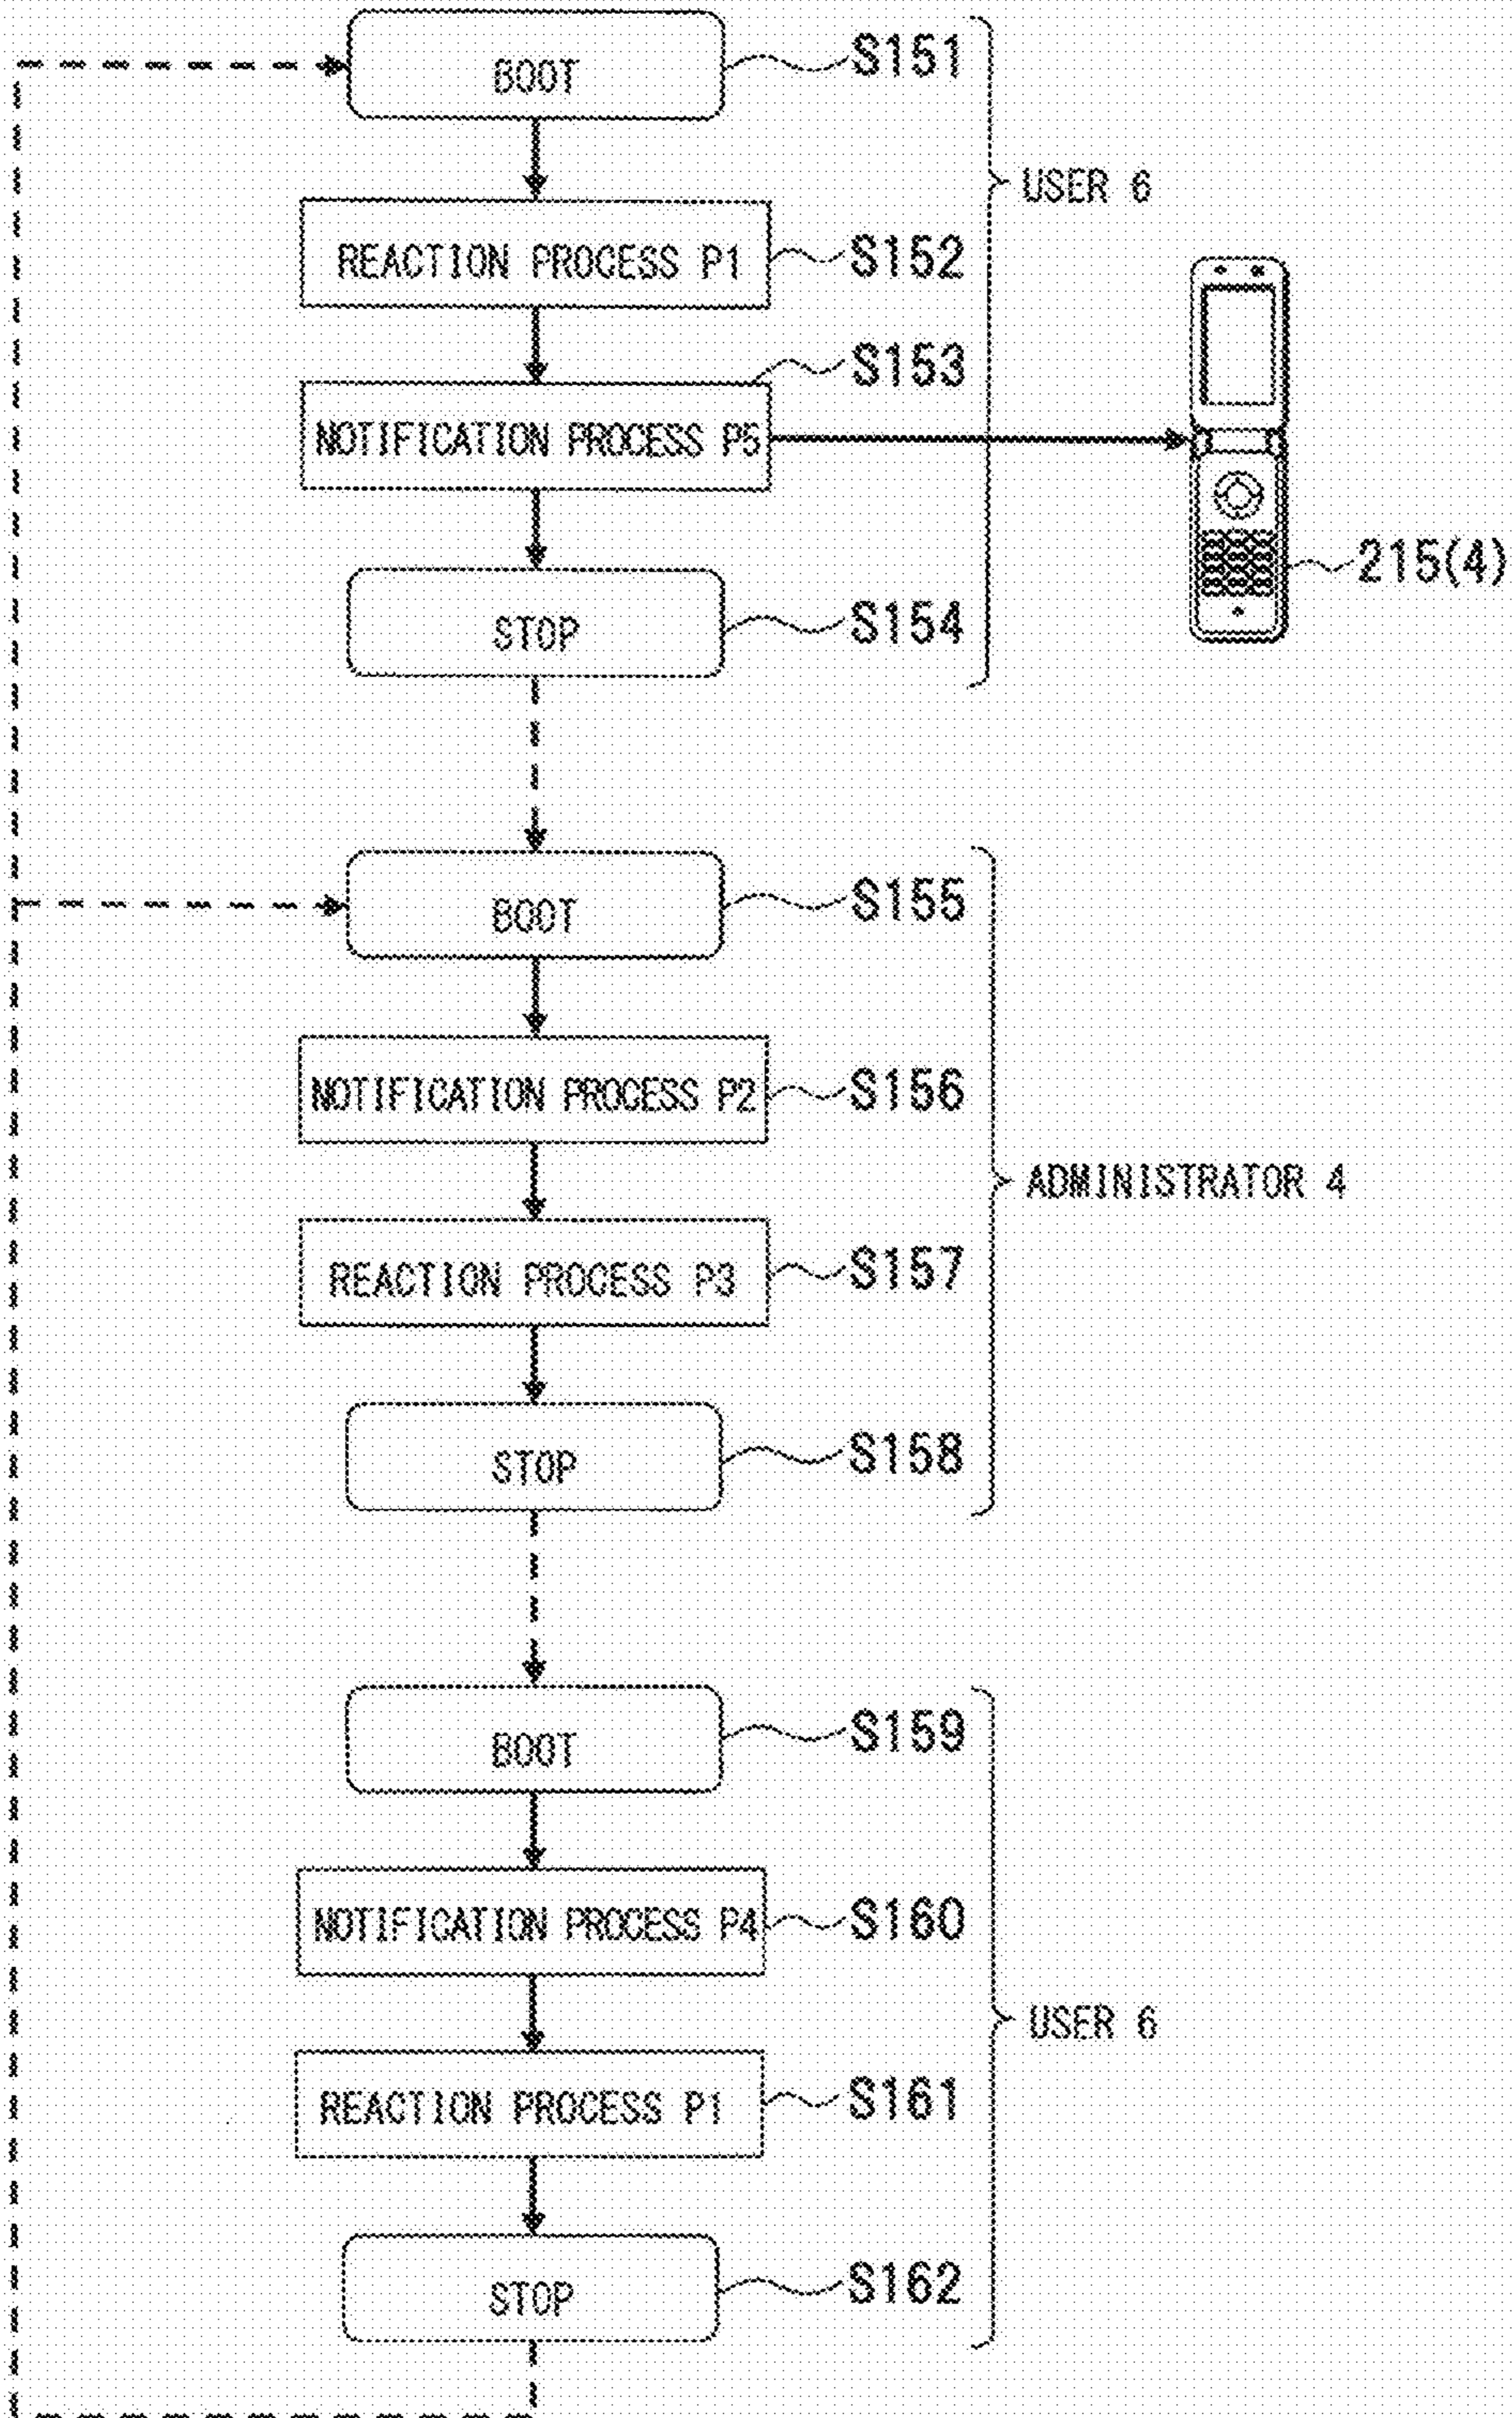 BOOT
S151
USER 6
REACTION PROCESS P1
S152
S153
NOTIFICATION PROCESS P5
215(4)
STOP
S154
BOOT
S155
NOTIFICATION PROCESS P2
S156
ADMINISTRATOR 4
REACTION PROCESS P3
S157
STOP
S158
BOOT
S159
NOTIFICATION PROCESS P4
S160
USER 6
REACTION PROCESS P1
S161
STOP
S162